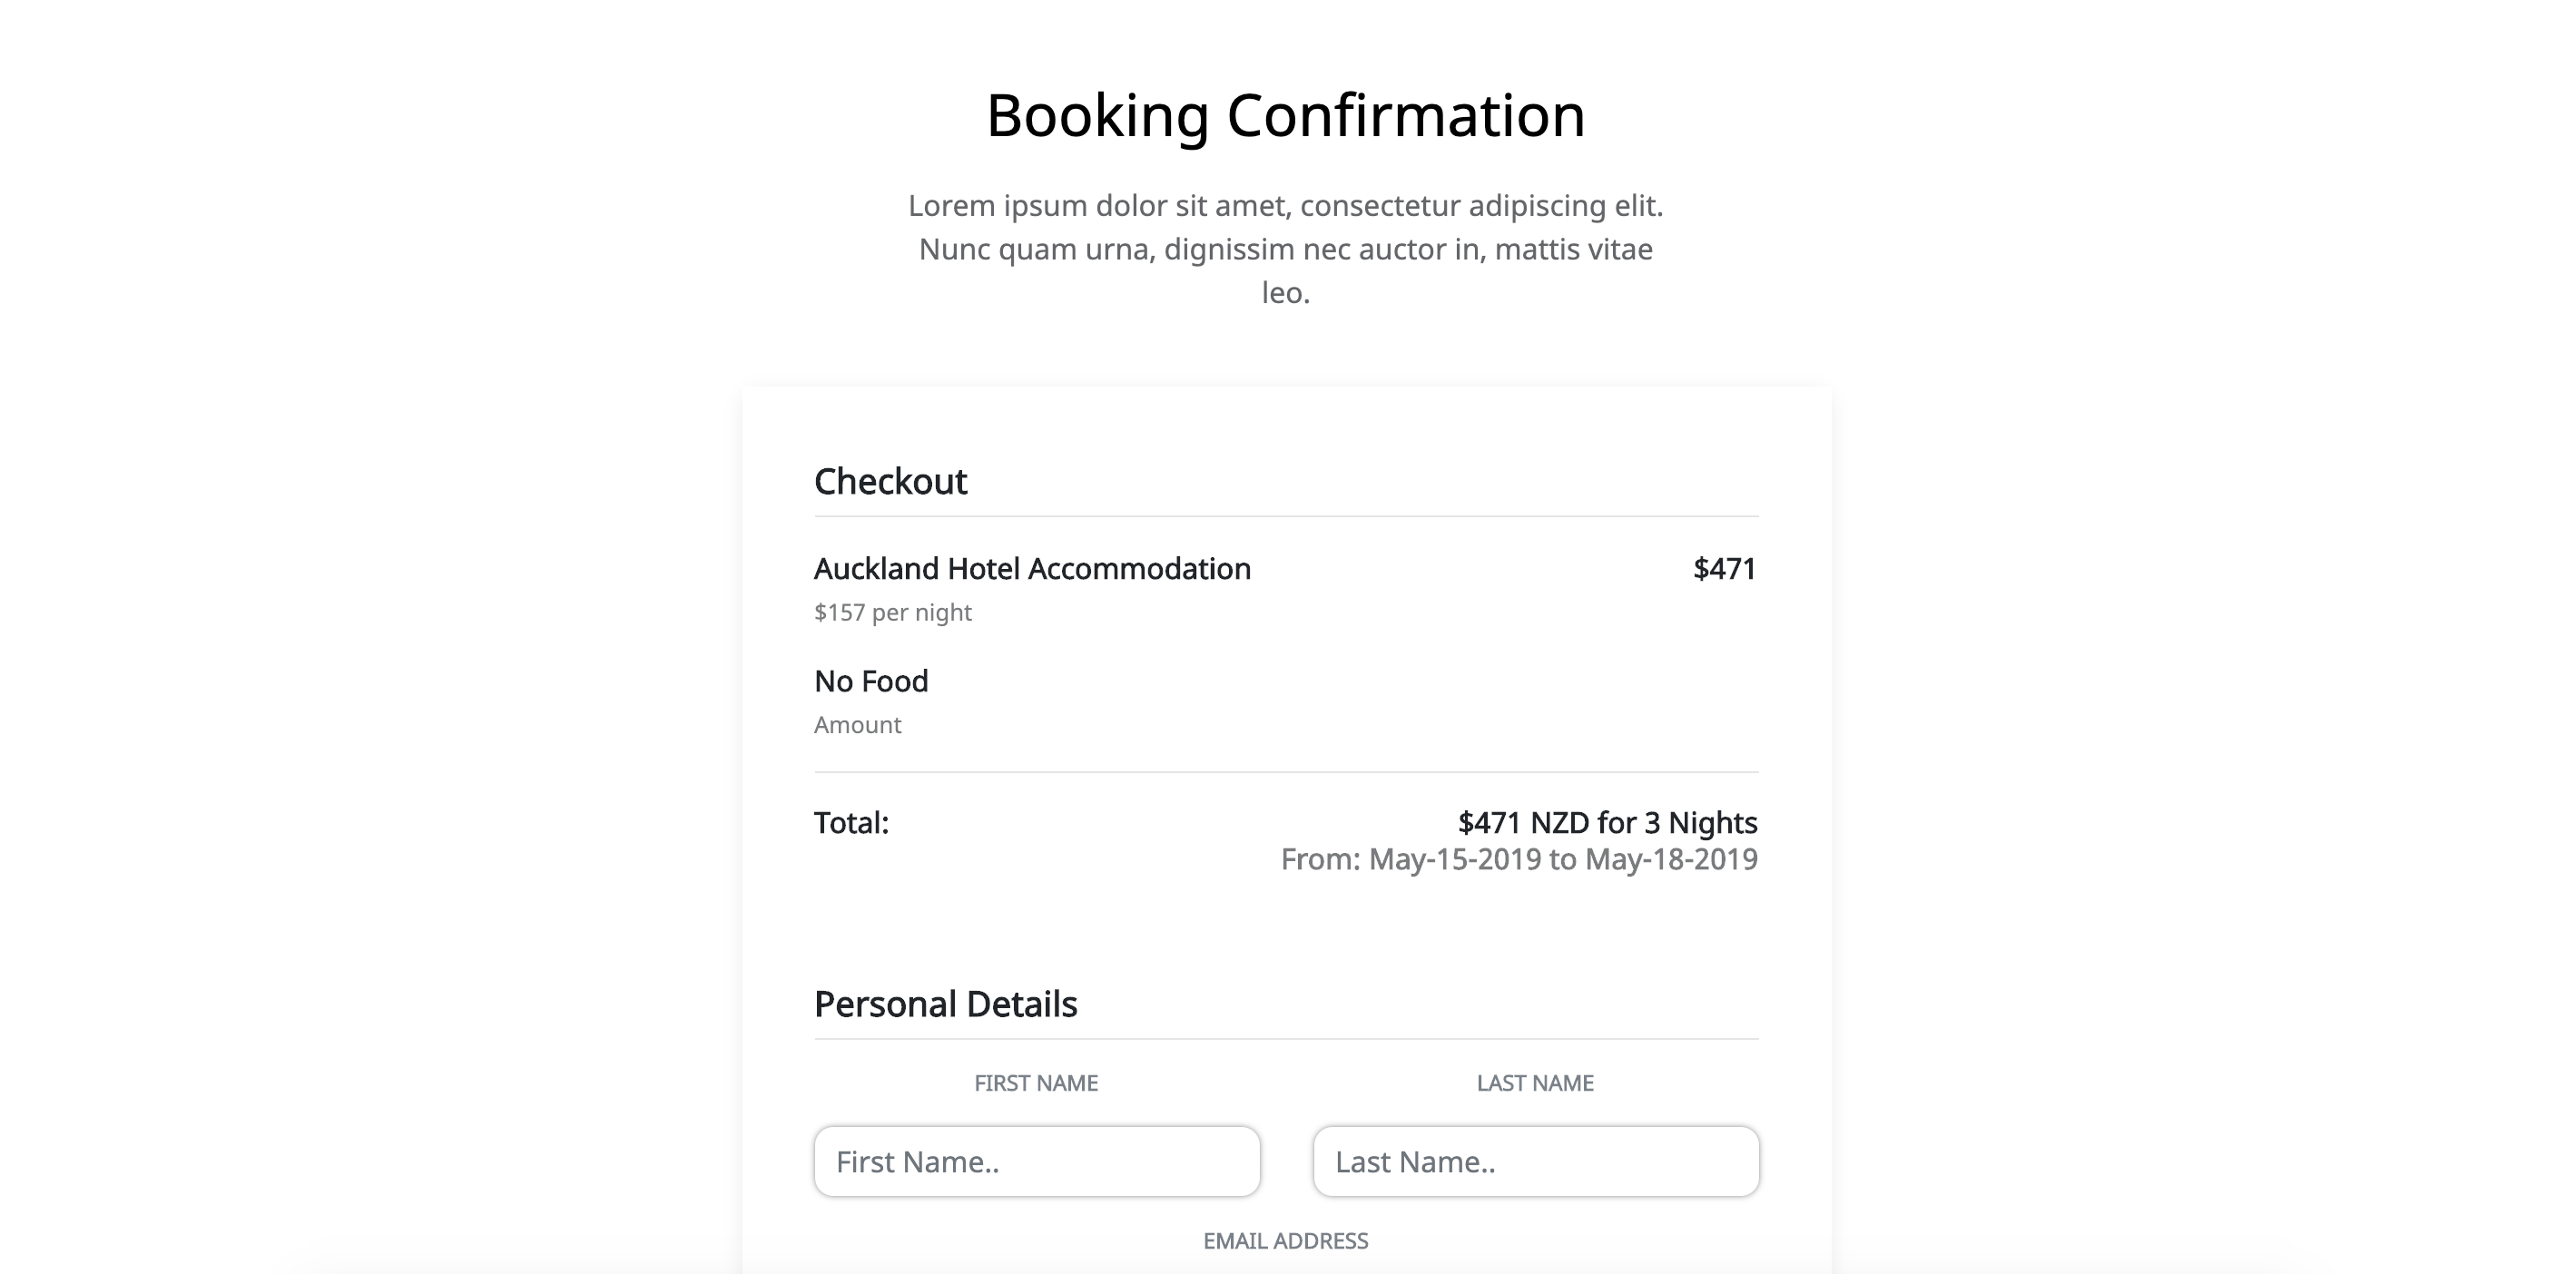 Booking Confirmation
Lorem ipsum dolor sit amet, consectetur adipiscing elit.
Nunc quam urna, dignissim nec auctor in, mattis vitae
leo.
Checkout
Auckland Hotel Accommodation $471
$157 per night
No Food
Amount
Total: $471 NZD for 3 Nights
From: May-15-2019 to May-18-2019
Personal Details
FIRST NAME LAST NAME
First Name.. Last Name..
EMAIL ADDRESS